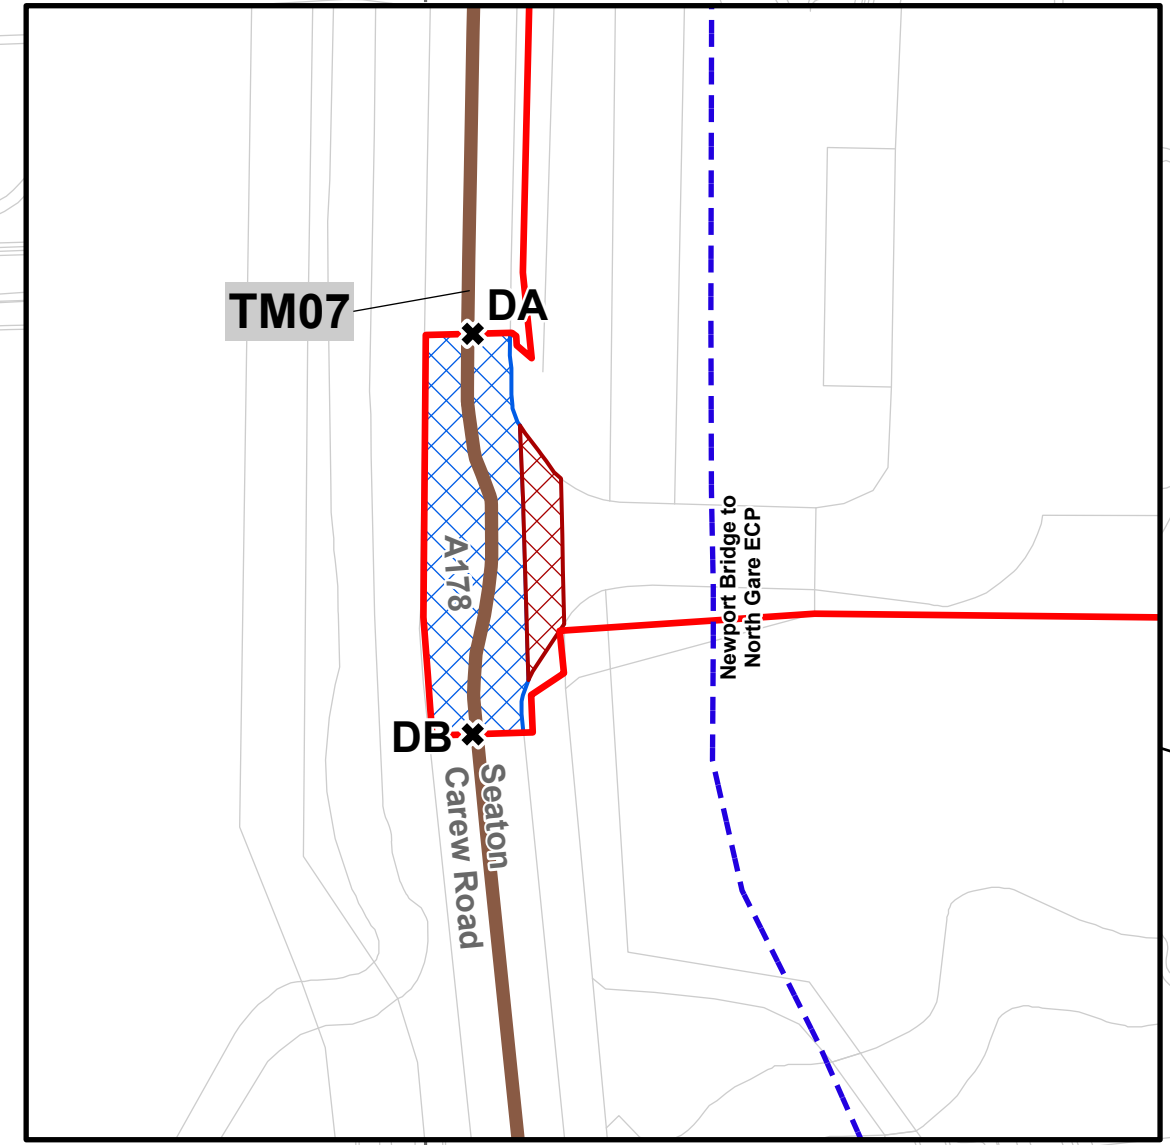 TM07
DA
A178
Newport Bridge to
North Gare ECP
DB
Seaton
Carew Road